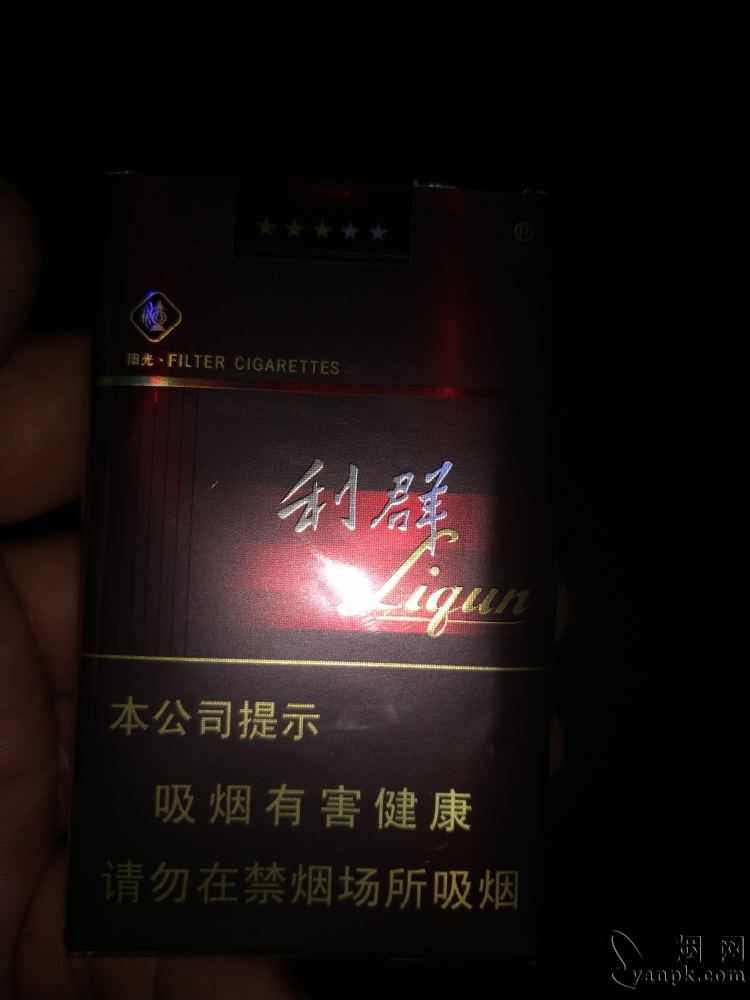 ®
阳光·FILTER CIGARETTES
利群
Liqun
本公司提示
吸烟有害健康
请勿在禁烟场所吸烟
烟网
yanpk.com